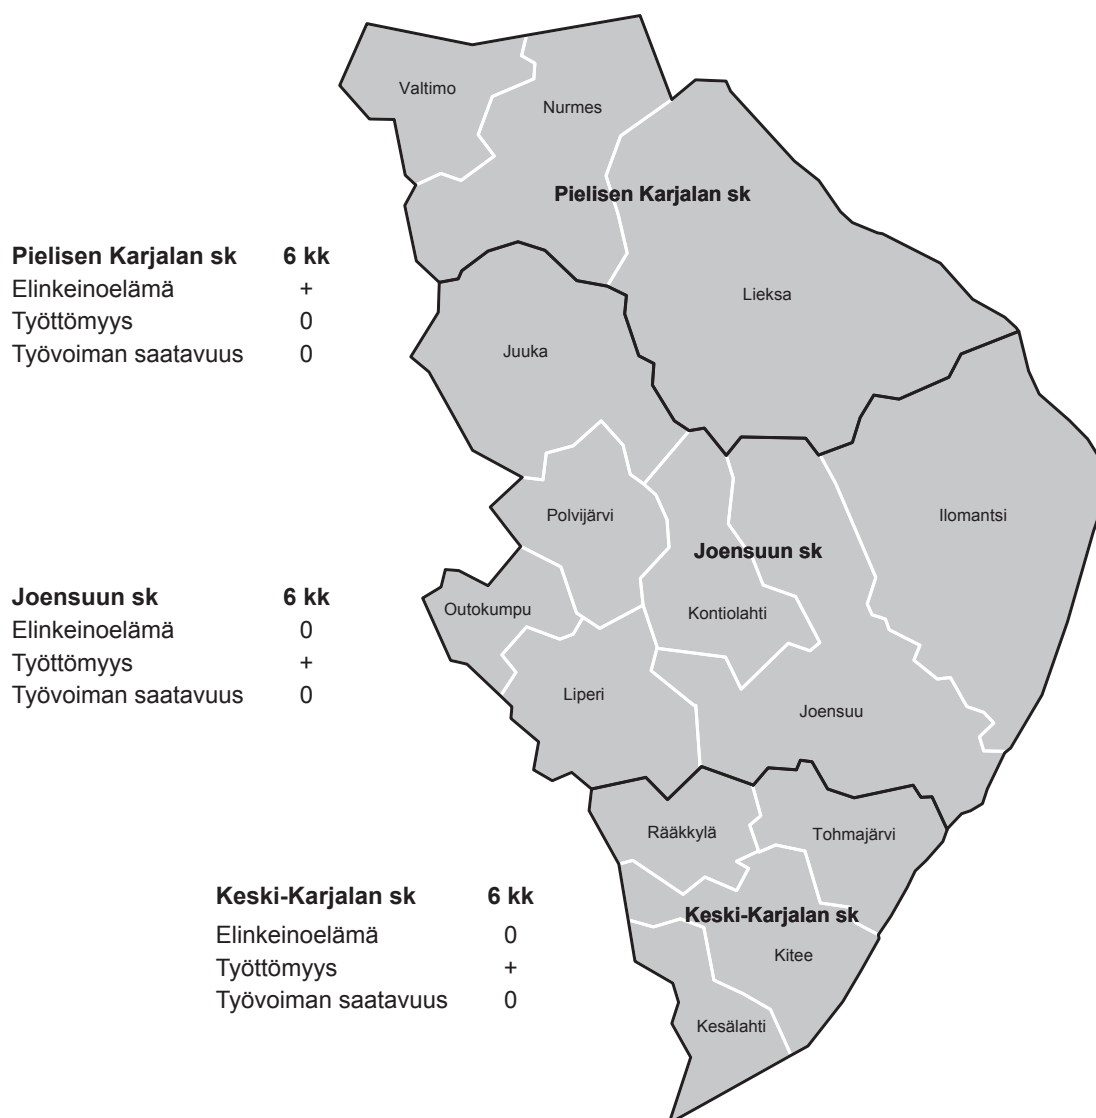 Valtimo
Nurmes
Pielisen Karjalan sk
Lieksa
Pielisen Karjalan sk 6 kk
Elinkeinoelämä +
Työttömyys 0
Työvoiman saatavuus 0
Juuka
Polvijärvi
Ilomantsi
Joensuun sk
Outokumpu
Kontiolahti
Liperi
Joensuu
Joensuun sk 6 kk
Elinkeinoelämä 0
Työttömyys +
Työvoiman saatavuus 0
Rääkkylä
Tohmajärvi
Keski-Karjalan sk
Kitee
Kesälahti
Keski-Karjalan sk 6 kk
Elinkeinoelämä 0
Työttömyys +
Työvoiman saatavuus 0